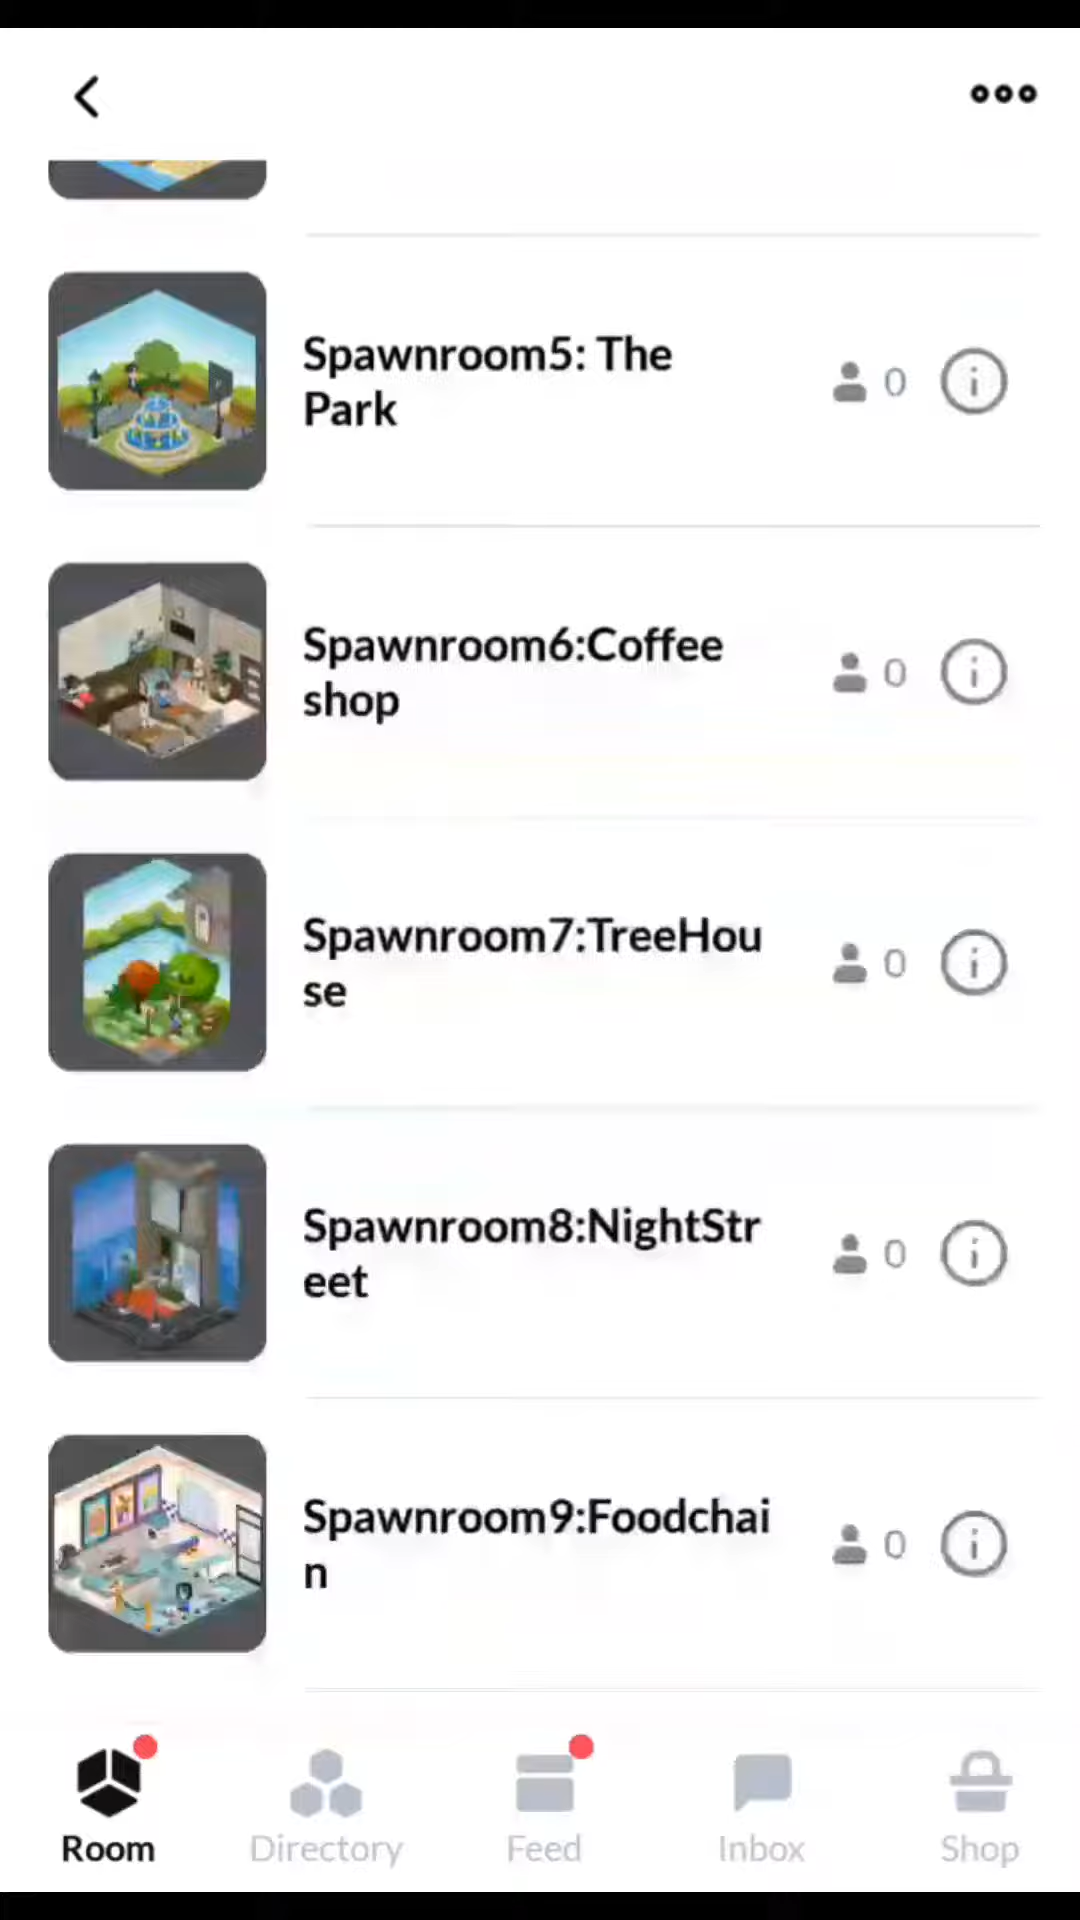 Spawnroom5: The
Park
0
Spawnroom6:Coffee
shop
0
Spawnroom7:TreeHou
se
0
Spawnroom8:NightStr
eet
0
Spawnroom9:Foodchai
n
0
Room
Directory
Feed
Inbox
Shop